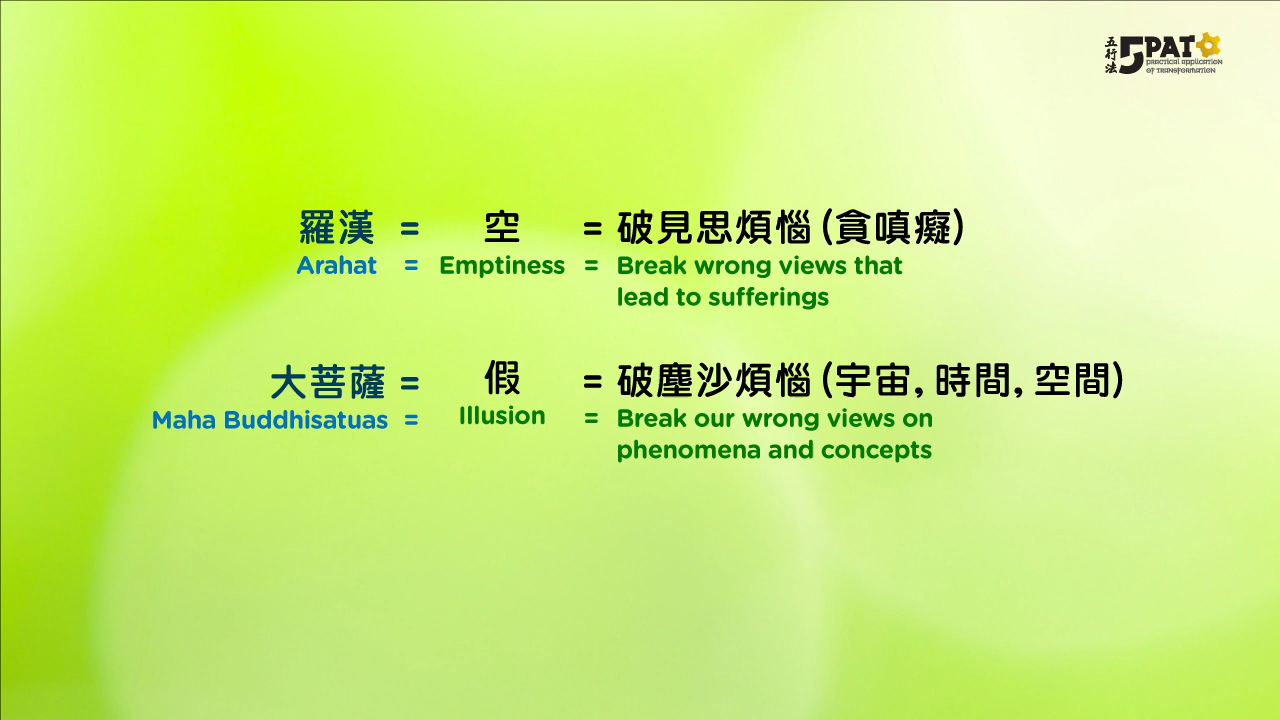 五行法 5PAT
PRACTICAL APPLICATION
OF TRANSFORMATION
羅漢 = 空 = 破見思煩惱 (貪嗔癡)
Arahat = Emptiness = Break wrong views that
lead to sufferings
大菩薩 = 假 = 破塵沙煩惱 (宇宙, 時間, 空間)
Maha Buddhisatuas = Illusion = Break our wrong views on
phenomena and concepts